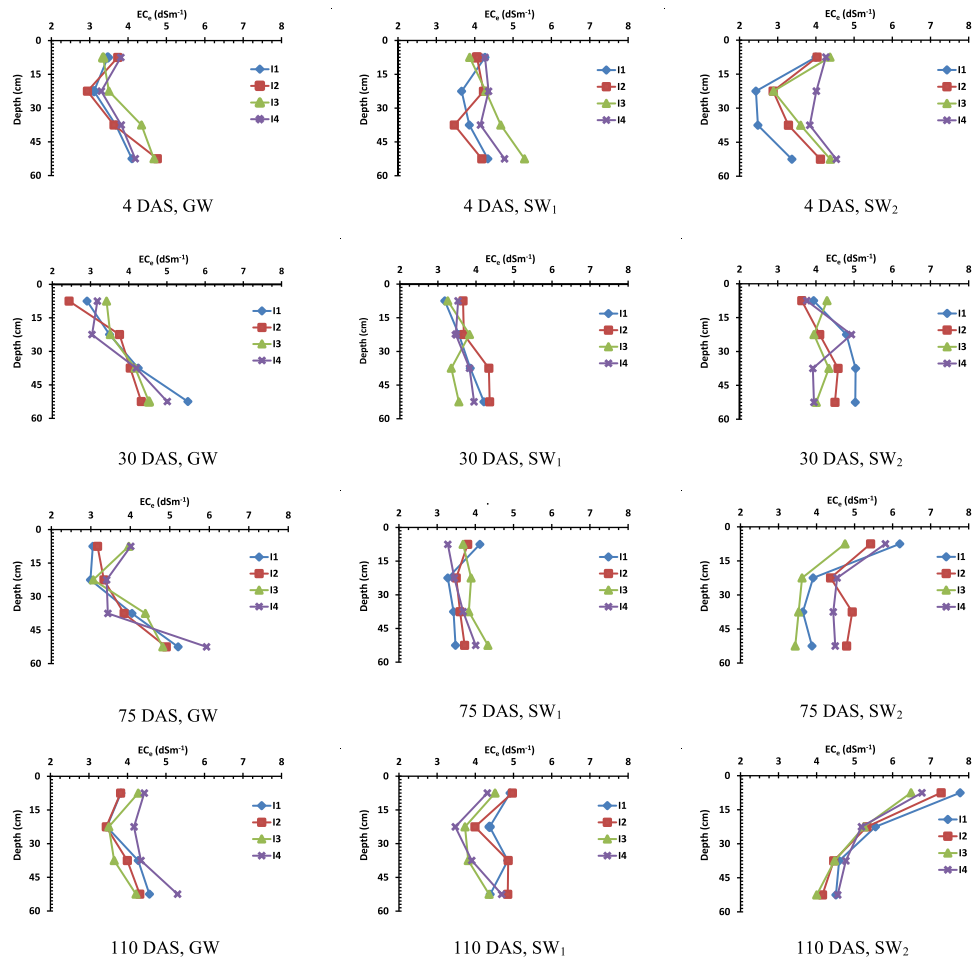 ECe (dSm-1) ECe (dSm-1) ECe (dSm-1)
2 3 4 5 6 7 8 2 3 4 5 6 7 8 2 3 4 5 6 7 8
Depth (cm) Depth (cm) Depth (cm)
0 0 0
15 15 15
30 30 30
45 45 45
60 60 60
I1 I1 I1
I2 I2 I2
I3 I3 I3
I4 I4 I4
4 DAS, GW 4 DAS, SW1 4 DAS, SW2
ECe (dSm-1) ECe (dSm-1) ECe (dSm-1)
2 3 4 5 6 7 8 2 3 4 5 6 7 8 2 3 4 5 6 7 8
Depth (cm) Depth (cm) Depth (cm)
0 0 0
15 15 15
30 30 30
45 45 45
60 60 60
I1 I1 I1
I2 I2 I2
I3 I3 I3
I4 I4 I4
30 DAS, GW 30 DAS, SW1 30 DAS, SW2
ECe (dSm-1) ECe (dSm-1) ECe (dSm-1)
2 3 4 5 6 7 8 2 3 4 5 6 7 8 2 3 4 5 6 7 8
Depth (cm) Depth (cm) Depth (cm)
0 0 0
15 15 15
30 30 30
45 45 45
60 60 60
I1 I1 I1
I2 I2 I2
I3 I3 I3
I4 I4 I4
75 DAS, GW 75 DAS, SW1 75 DAS, SW2
ECe (dSm-1) ECe (dSm-1) ECe (dSm-1)
2 3 4 5 6 7 8 2 3 4 5 6 7 8 2 3 4 5 6 7 8
Depth (cm) Depth (cm) Depth (cm)
0 0 0
15 15 15
30 30 30
45 45 45
60 60 60
I1 I1 I1
I2 I2 I2
I3 I3 I3
I4 I4 I4
110 DAS, GW 110 DAS, SW1 110 DAS, SW2